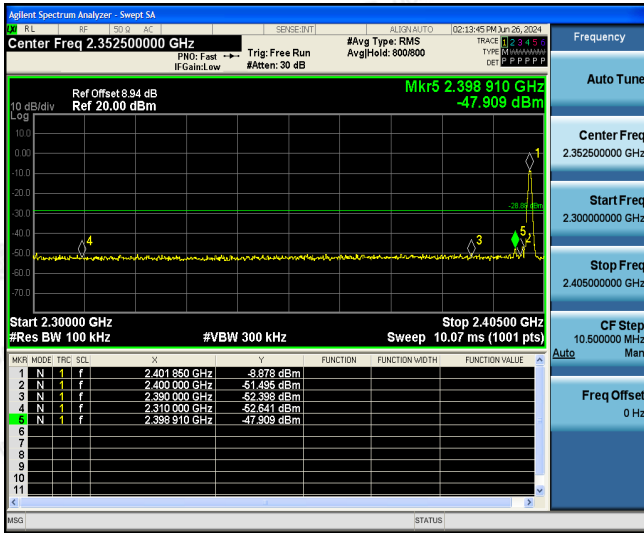 Agilent Spectrum Analyzer - Swept SA
RL RF 50 Ω AC SENSE:INT ALIGN AUTO 02:13:45 PM Jun 26, 2024
Center Freq 2.352500000 GHz
PNO: Fast
IFGain:Low
Trig: Free Run
#Atten: 30 dB
#Avg Type: RMS
Avg|Hold: 800/800
TRACE 1 2 3 4 5 6
TYPE
DET P P P P P P
Frequency
Auto Tune
Center Freq
2.352500000 GHz
Start Freq
2.300000000 GHz
Stop Freq
2.405000000 GHz
CF Step
10.500000 MHz
Auto Man
Freq Offset
0 Hz
Mkr5 2.398 910 GHz
-47.909 dBm
Ref Offset 8.94 dB
Ref 20.00 dBm
10 dB/div
Log
10.0
0.00
-10.0
-20.0
-30.0
-40.0
-50.0
-60.0
-70.0
1
4
3
5
2
Start 2.30000 GHz
Stop 2.40500 GHz
#Res BW 100 kHz
#VBW 300 kHz
Sweep 10.07 ms (1001 pts)
MKR MODE TRC SCL X Y FUNCTION FUNCTION WIDTH FUNCTION VALUE
1 N 1 f 2.401 850 GHz -8.878 dBm
2 N 1 f 2.400 000 GHz -51.495 dBm
3 N 1 f 2.390 000 GHz -52.398 dBm
4 N 1 f 2.310 000 GHz -52.641 dBm
5 N 1 f 2.398 910 GHz -47.909 dBm
6
7
8
9
10
11
MSG
STATUS